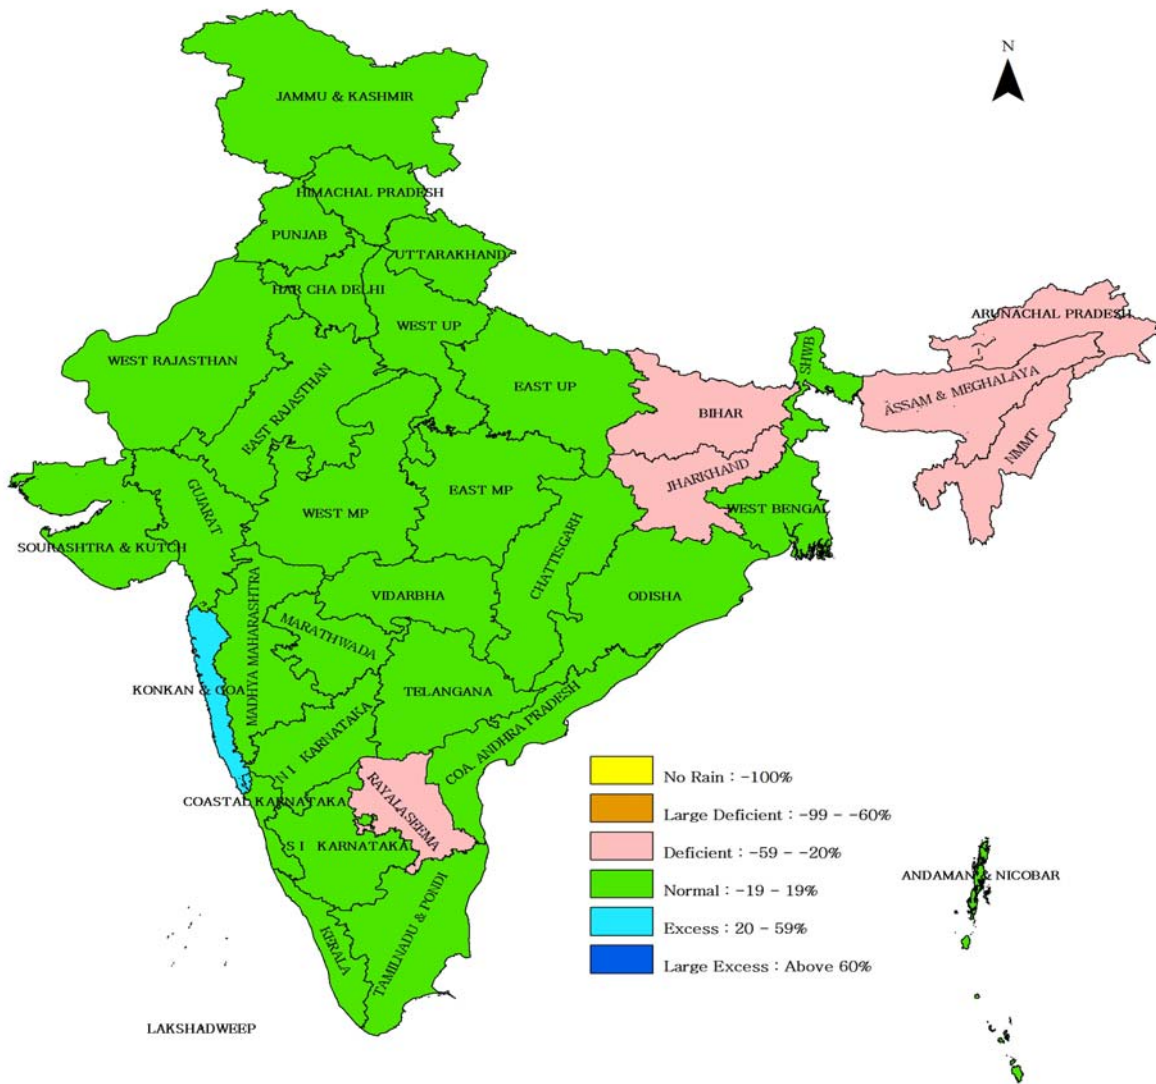 N
JAMMU & KASHMIR
HIMACHAL PRADESH
PUNJAB
UTTARAKHAND
HAR CHA DELHI
ARUNACHAL PRADESH
WEST UP
SHWB
WEST RAJASTHAN
EAST RAJASTHAN
EAST UP
ASSAM & MEGHALAYA
BIHAR
NMMT
JHARKHAND
GUJARAT
EAST MP
WEST MP
WEST BENGAL
SOURASHTRA & KUTCH
CHATTISGARH
VIDARBHA
ODISHA
MADHYA MAHARASHTRA
MARATHWADA
KONKAN & GOA
TELANGANA
COA. ANDHRA PRADESH
N I KARNATAKA
RAYALASEEMA
COASTAL KARNATAKA
S I KARNATAKA
No Rain : -100%
Large Deficient : -99 - -60%
Deficient : -59 - -20%
Normal : -19 - 19%
Excess : 20 - 59%
Large Excess : Above 60%
ANDAMAN & NICOBAR
KERALA
TAMILNADU & PONDI
LAKSHADWEEP